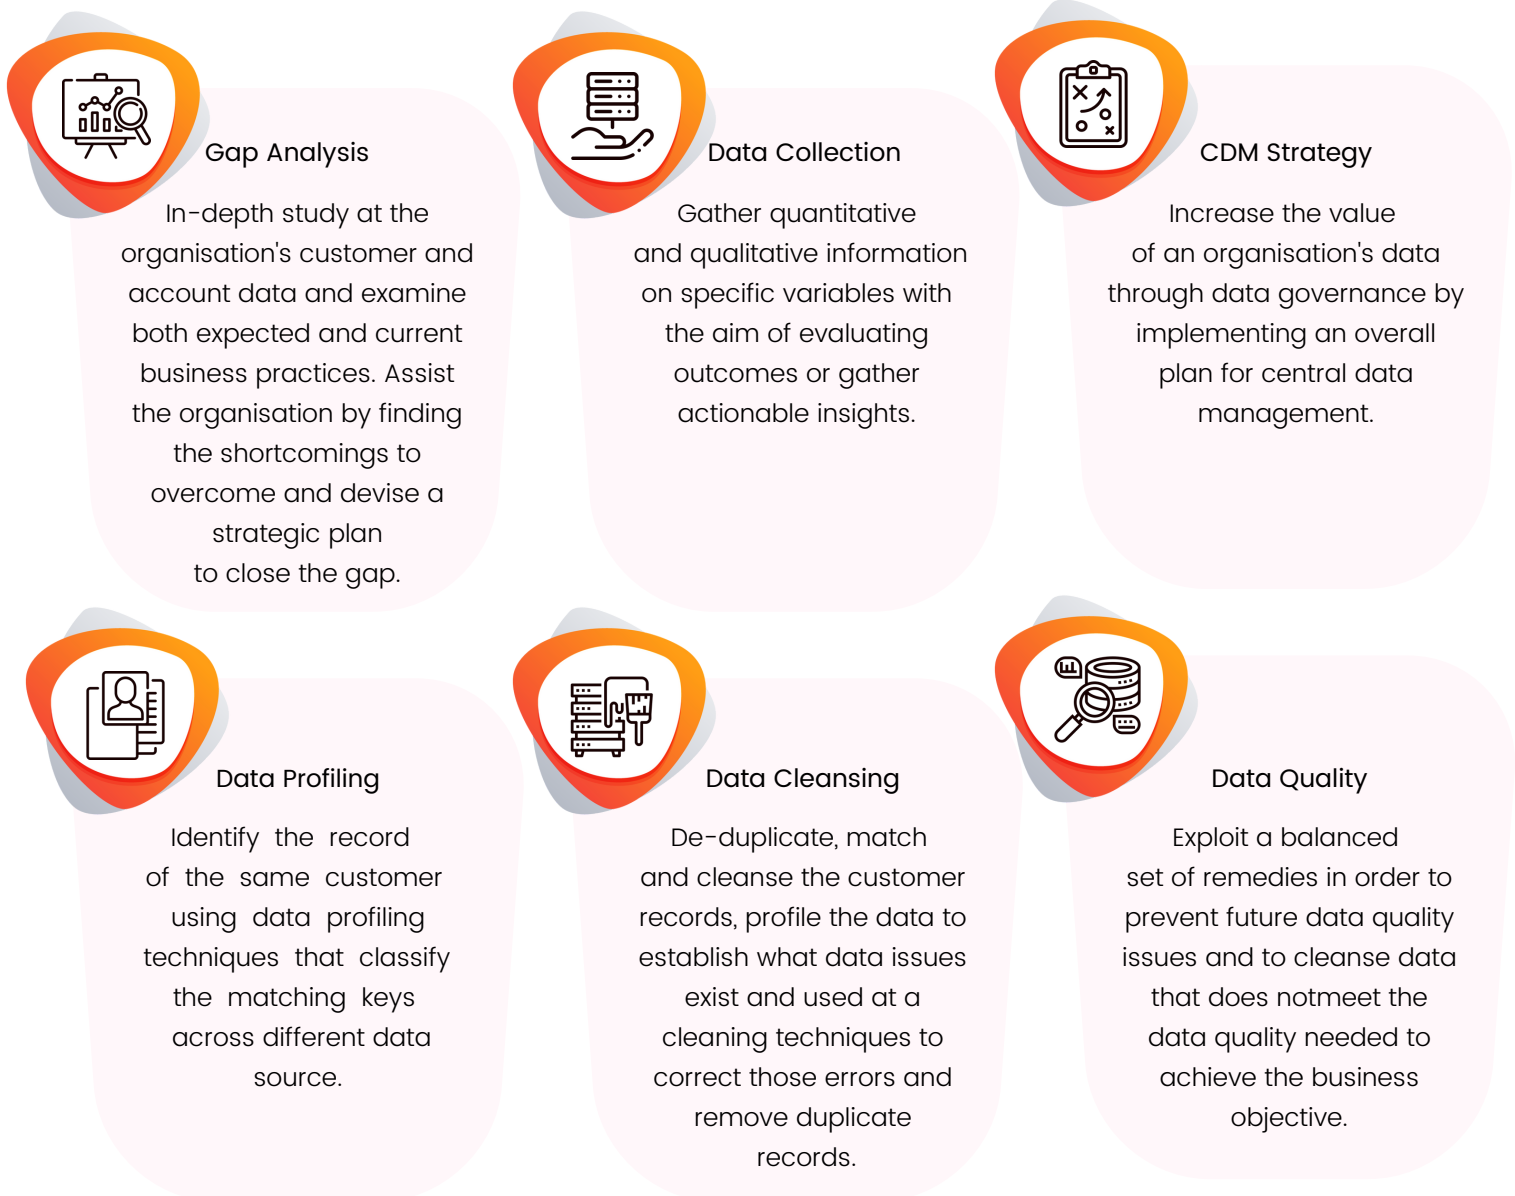 Gap Analysis
In-depth study at the
organisation's customer and
account data and examine
both expected and current
business practices. Assist
the organisation by finding
the shortcomings to
overcome and devise a
strategic plan
to close the gap.
Data Collection
Gather quantitative
and qualitative information
on specific variables with
the aim of evaluating
outcomes or gather
actionable insights.
CDM Strategy
Increase the value
of an organisation's data
through data governance by
implementing an overall
plan for central data
management.
Data Profiling
Identify the record
of the same customer
using data profiling
techniques that classify
the matching keys
across different data
source.
Data Cleansing
De-duplicate, match
and cleanse the customer
records, profile the data to
establish what data issues
exist and used at a
cleaning techniques to
correct those errors and
remove duplicate
records.
Data Quality
Exploit a balanced
set of remedies in order to
prevent future data quality
issues and to cleanse data
that does notmeet the
data quality needed to
achieve the business
objective.